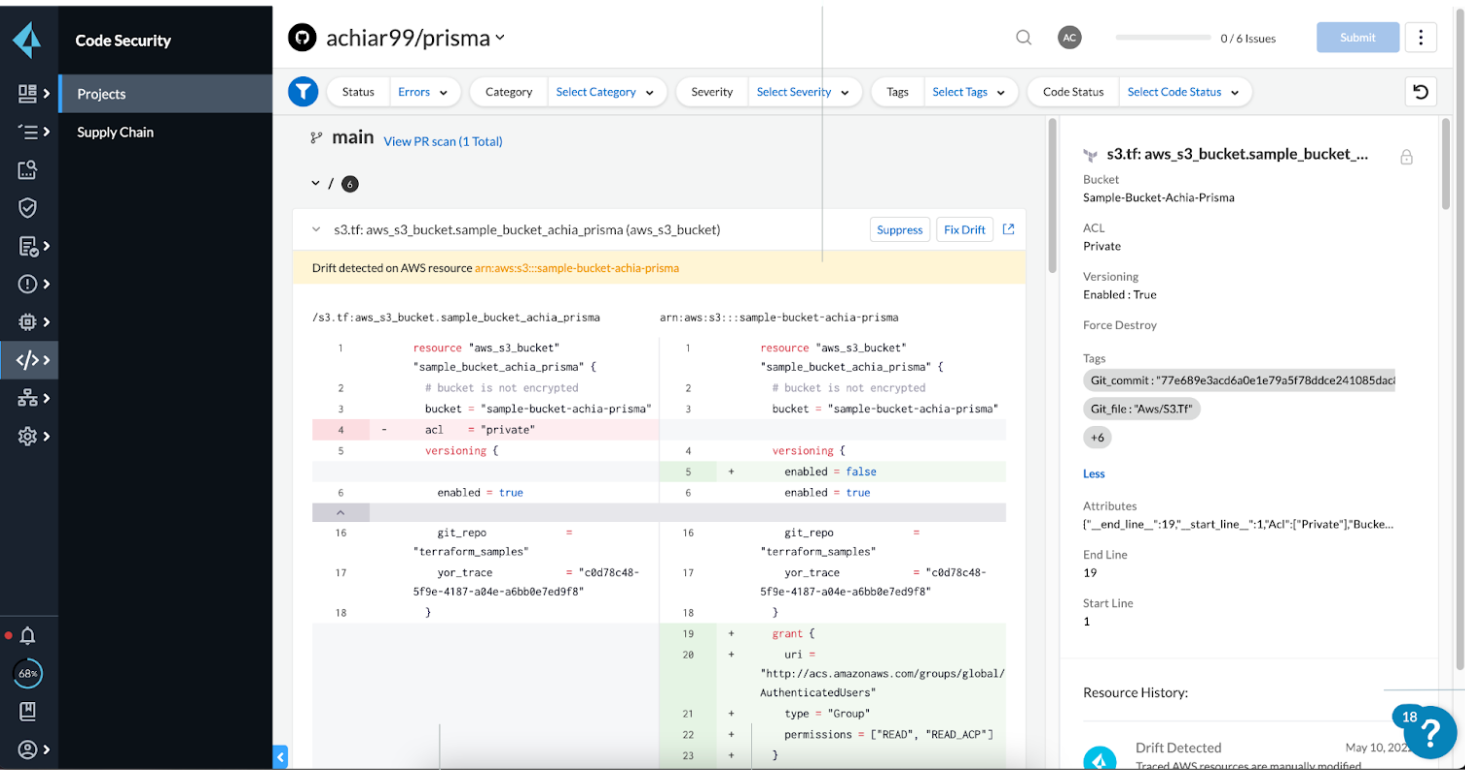 Code Security
Projects
Supply Chain
68%
achiar99/prisma
AC
0 / 6 Issues
Submit
Status Errors
Category Select Category
Severity Select Severity
Tags Select Tags
Code Status Select Code Status
main View PR scan (1 Total)
/ 6
s3.tf: aws_s3_bucket.sample_bucket_achia_prisma (aws_s3_bucket)
Suppress
Fix Drift
Drift detected on AWS resource arn:aws:s3:::sample-bucket-achia-prisma
/s3.tf:aws_s3_bucket.sample_bucket_achia_prisma
1 resource "aws_s3_bucket"
"sample_bucket_achia_prisma" {
2 # bucket is not encrypted
3 bucket = "sample-bucket-achia-prisma"
4 - acl = "private"
5 versioning {
6 enabled = true
16 git_repo =
"terraform_samples"
17 yor_trace = "c0d78c48-
5f9e-4187-a04e-a6bb0e7ed9f8"
18 }
arn:aws:s3:::sample-bucket-achia-prisma
1 resource "aws_s3_bucket"
"sample_bucket_achia_prisma" {
2 # bucket is not encrypted
3 bucket = "sample-bucket-achia-prisma"
4 versioning {
5 + enabled = false
6 enabled = true
16 git_repo =
"terraform_samples"
17 yor_trace = "c0d78c48-
5f9e-4187-a04e-a6bb0e7ed9f8"
18 }
19 + grant {
20 + uri =
"http://acs.amazonaws.com/groups/global/
AuthenticatedUsers"
21 + type = "Group"
22 + permissions = ["READ", "READ_ACP"]
23 + }
s3.tf: aws_s3_bucket.sample_bucket_...
Bucket
Sample-Bucket-Achia-Prisma
ACL
Private
Versioning
Enabled : True
Force Destroy
Tags
Git_commit : "77e689e3acd6a0e1e79a5f78ddce241085dac
Git_file : "Aws/S3.Tf"
+6
Less
Attributes
{"__end_line__":19,"__start_line__":1,"Acl":["Private"],"Bucke...
End Line
19
Start Line
1
Resource History:
18
?
Drift Detected
May 10, 202
Traced AWS resources are manually modified